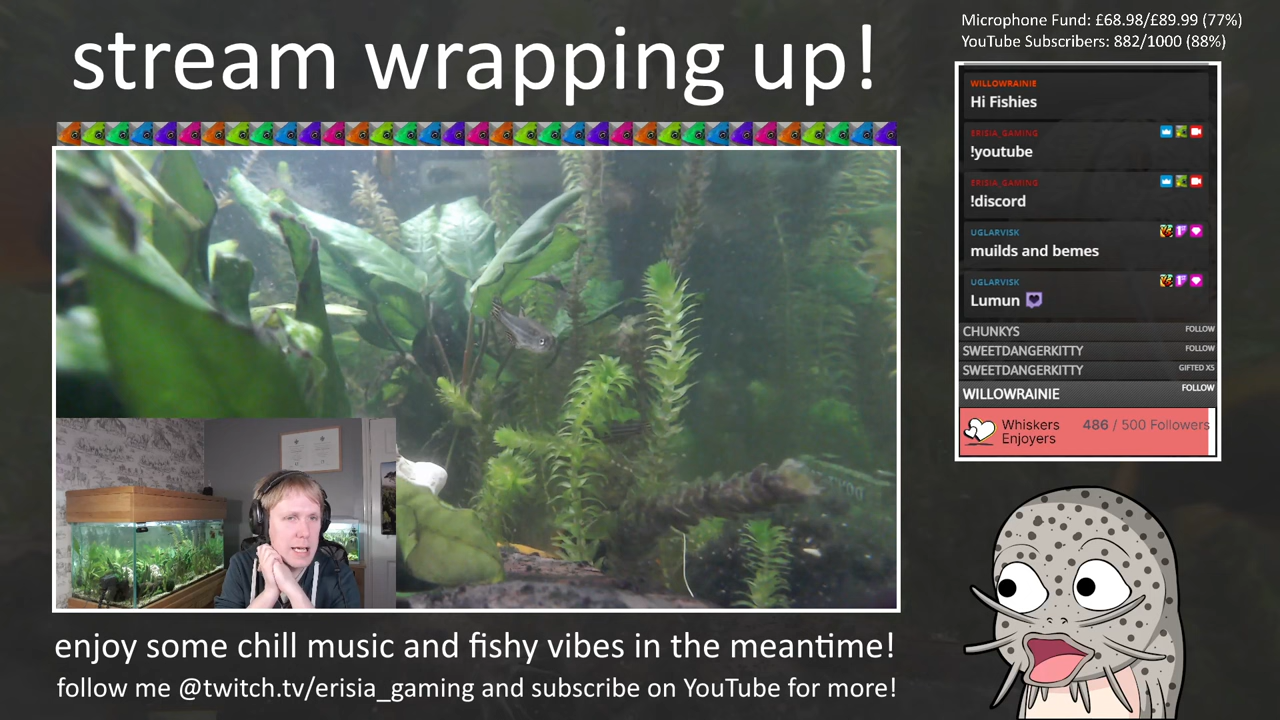 stream wrapping up!
Microphone Fund: £68.98/£89.99 (77%)
YouTube Subscribers: 882/1000 (88%)
WILLOWRAINIE
Hi Fishies
ERISIA_GAMING
!youtube
ERISIA_GAMING
!discord
UGLARVISK
muilds and bemes
UGLARVISK
Lumun
CHUNKYS FOLLOW
SWEETDANGERKITTY FOLLOW
SWEETDANGERKITTY GIFTED X5
WILLOWRAINIE FOLLOW
Whiskers
Enjoyers
486 / 500 Followers
enjoy some chill music and fishy vibes in the meantime!
follow me @twitch.tv/erisia_gaming and subscribe on YouTube for more!